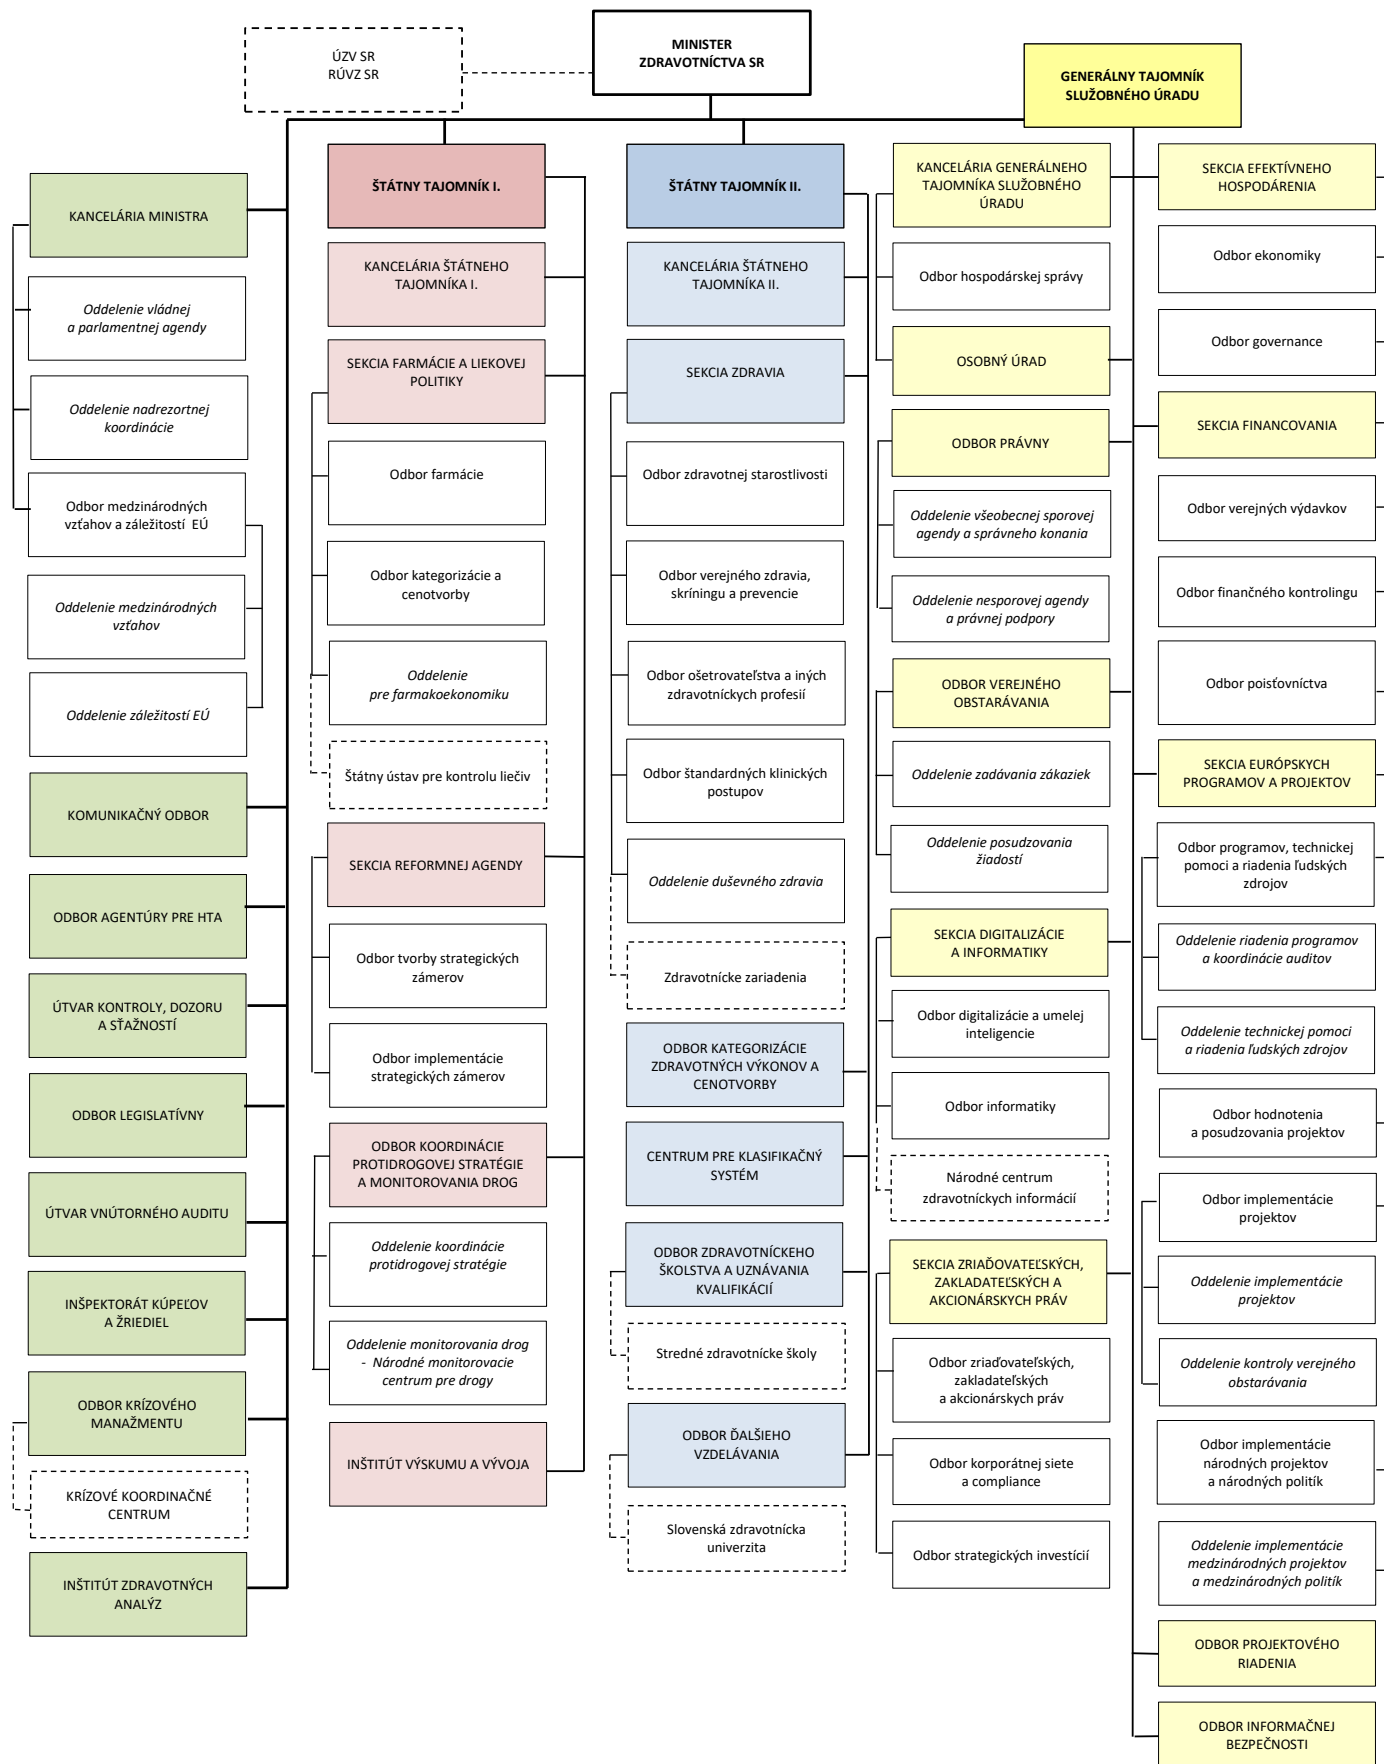 ÚZV SR
RÚVZ SR
MINISTER
ZDRAVOTNÍCTVA SR
GENERÁLNY TAJOMNÍK
SLUŽOBNÉHO ÚRADU
KANCELÁRIA MINISTRA
Oddelenie vládnej
a parlamentnej agendy
Oddelenie nadrezortnej
koordinácie
Odbor medzinárodných
vzťahov a záležitostí EÚ
Oddelenie medzinárodných
vzťahov
Oddelenie záležitostí EÚ
KOMUNIKAČNÝ ODBOR
ODBOR AGENTÚRY PRE HTA
ÚTVAR KONTROLY, DOZORU
A SŤAŽNOSTÍ
ODBOR LEGISLATÍVNY
ÚTVAR VNÚTORNÉHO AUDITU
INŠPEKTORÁT KÚPEĽOV
A ŽRIEDIEL
ODBOR KRÍZOVÉHO
MANAŽMENTU
KRÍZOVÉ KOORDINAČNÉ
CENTRUM
INŠTITÚT ZDRAVOTNÝCH
ANALÝZ
ŠTÁTNY TAJOMNÍK I.
KANCELÁRIA ŠTÁTNEHO
TAJOMNÍKA I.
SEKCIA FARMÁCIE A LIEKOVEJ
POLITIKY
Odbor farmácie
Odbor kategorizácie a
cenotvorby
Oddelenie
pre farmakoekonomiku
Štátny ústav pre kontrolu liečiv
SEKCIA REFORMNEJ AGENDY
Odbor tvorby strategických
zámerov
Odbor implementácie
strategických zámerov
ODBOR KOORDINÁCIE
PROTIDROGOVEJ STRATÉGIE
A MONITOROVANIA DROG
Oddelenie koordinácie
protidrogovej stratégie
Oddelenie monitorovania drog
- Národné monitorovacie
centrum pre drogy
INŠTITÚT VÝSKUMU A VÝVOJA
ŠTÁTNY TAJOMNÍK II.
KANCELÁRIA ŠTÁTNEHO
TAJOMNÍKA II.
SEKCIA ZDRAVIA
Odbor zdravotnej starostlivosti
Odbor verejného zdravia,
skríningu a prevencie
Odbor ošetrovateľstva a iných
zdravotníckych profesií
Odbor štandardných klinických
postupov
Oddelenie duševného zdravia
Zdravotnícke zariadenia
ODBOR KATEGORIZÁCIE
ZDRAVOTNÝCH VÝKONOV A
CENOTVORBY
CENTRUM PRE KLASIFIKAČNÝ
SYSTÉM
ODBOR ZDRAVOTNÍCKEHO
ŠKOLSTVA A UZNÁVANIA
KVALIFIKÁCIÍ
Stredné zdravotnícke školy
ODBOR ĎALŠIEHO
VZDELÁVANIA
Slovenská zdravotnícka
univerzita
KANCELÁRIA GENERÁLNEHO
TAJOMNÍKA SLUŽOBNÉHO
ÚRADU
Odbor hospodárskej správy
OSOBNÝ ÚRAD
ODBOR PRÁVNY
Oddelenie všeobecnej sporovej
agendy a správneho konania
Oddelenie nesporovej agendy
a právnej podpory
ODBOR VEREJNÉHO
OBSTARÁVANIA
Oddelenie zadávania zákaziek
Oddelenie posudzovania
žiadostí
SEKCIA DIGITALIZÁCIE
A INFORMATIKY
Odbor digitalizácie a umelej
inteligencie
Odbor informatiky
Národné centrum
zdravotníckych informácií
SEKCIA ZRIAĎOVATEĽSKÝCH,
ZAKLADATEĽSKÝCH A
AKCIONÁRSKYCH PRÁV
Odbor zriaďovateľských,
zakladateľských
a akcionárskych práv
Odbor korporátnej siete
a compliance
Odbor strategických investícií
SEKCIA EFEKTÍVNEHO
HOSPODÁRENIA
Odbor ekonomiky
Odbor governance
SEKCIA FINANCOVANIA
Odbor verejných výdavkov
Odbor finančného kontrolingu
Odbor poisťovníctva
SEKCIA EURÓPSKYCH
PROGRAMOV A PROJEKTOV
Odbor programov, technickej
pomoci a riadenia ľudských
zdrojov
Oddelenie riadenia programov
a koordinácie auditov
Oddelenie technickej pomoci
a riadenia ľudských zdrojov
Odbor hodnotenia
a posudzovania projektov
Odbor implementácie
projektov
Oddelenie implementácie
projektov
Oddelenie kontroly verejného
obstarávania
Odbor implementácie
národných projektov
a národných politík
Oddelenie implementácie
medzinárodných projektov
a medzinárodných politík
ODBOR PROJEKTOVÉHO
RIADENIA
ODBOR INFORMAČNEJ
BEZPEČNOSTI